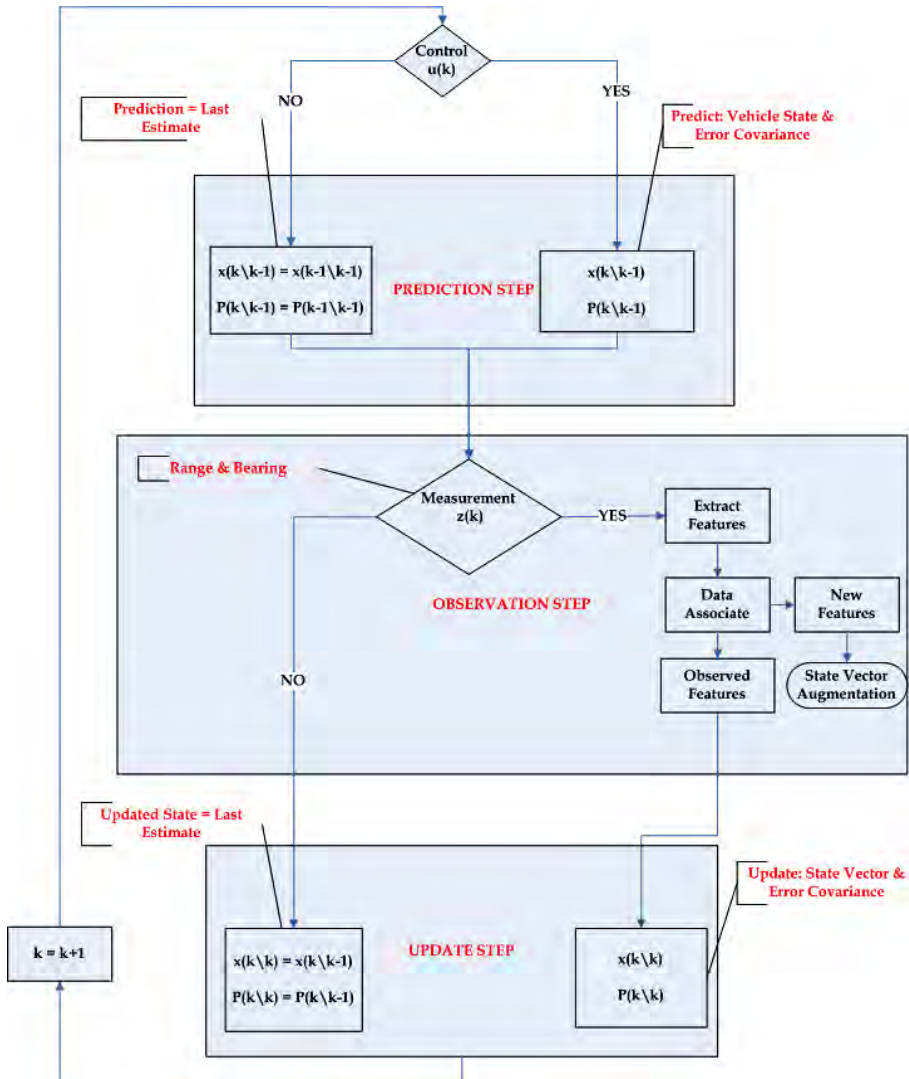 Control
u(k)
NO
YES
Prediction = Last
Estimate
Predict: Vehicle State &
Error Covariance
x(k\k-1) = x(k-1\k-1)
P(k\k-1) = P(k-1\k-1)
PREDICTION STEP
x(k\k-1)
P(k\k-1)
Range & Bearing
Measurement
z(k)
YES
Extract
Features
OBSERVATION STEP
Data
Associate
New
Features
NO
Observed
Features
State Vector
Augmentation
Updated State = Last
Estimate
Update: State Vector &
Error Covariance
k = k+1
x(k\k) = x(k\k-1)
P(k\k) = P(k\k-1)
UPDATE STEP
x(k\k)
P(k\k)